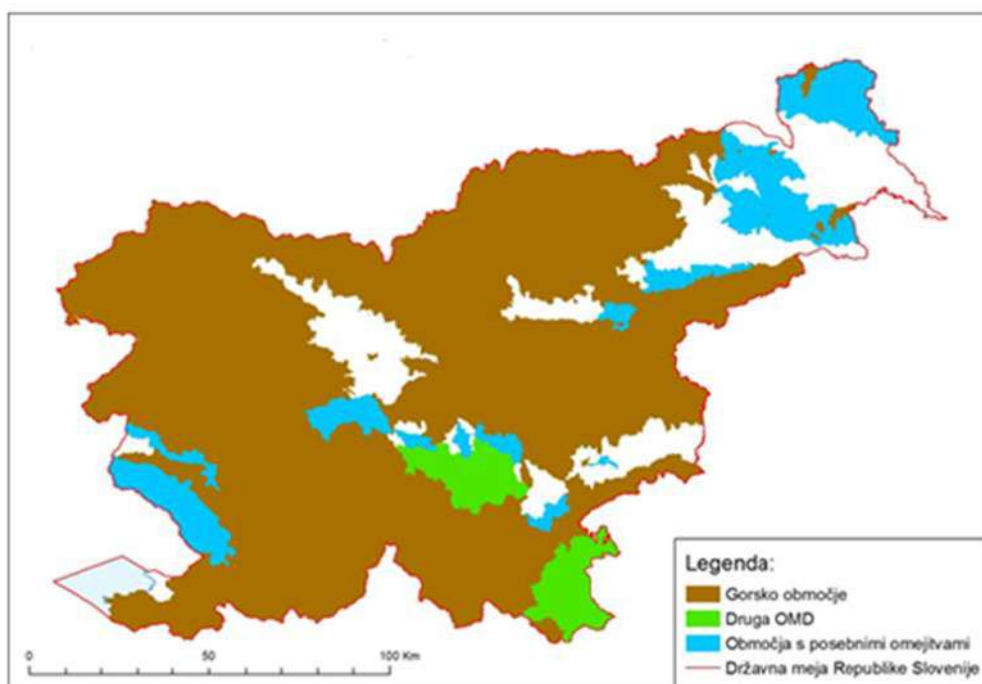 Legenda:
Gorsko območje
Druga OMD
Območja s posebnimi omejitvami
Državna meja Republike Slovenije
0 50 100 Km